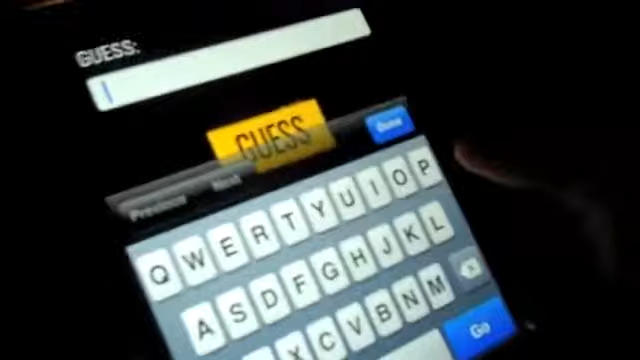 GUESS:
GUESS
Previous Next Done
Q W E R T Y U I O P
A S D F G H J K L
X C V B N M
Go